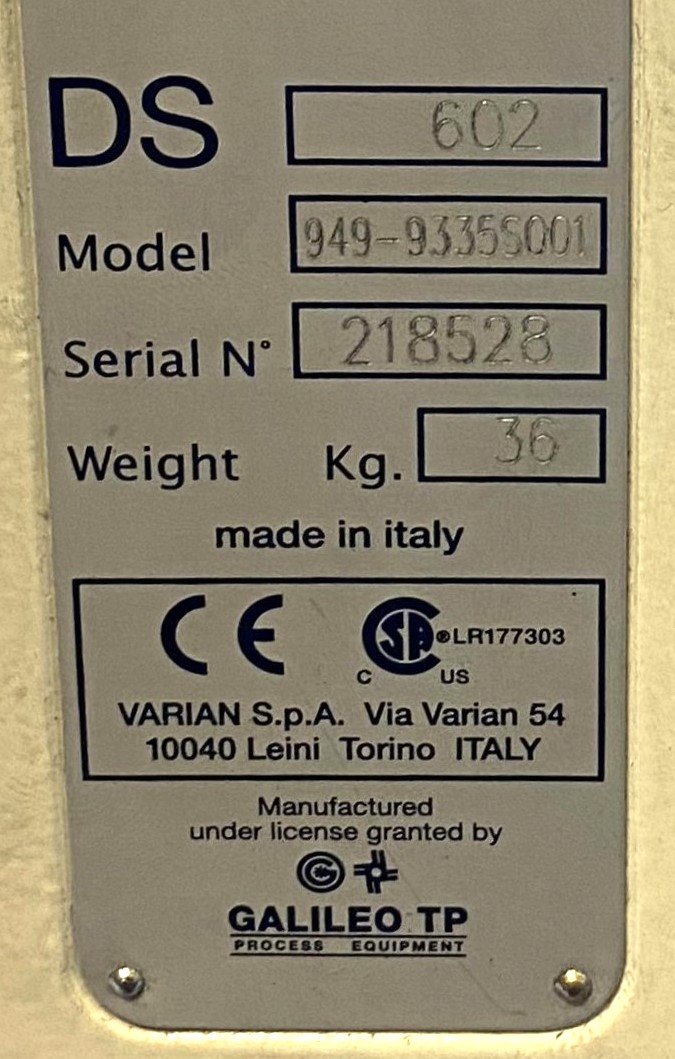 DS 602
Model 949-9335S001
Serial N° 218528
Weight Kg. 36
made in italy
CE CSA ® LR177303
C US
VARIAN S.p.A. Via Varian 54
10040 Leini Torino ITALY
Manufactured
under license granted by
GALILEO TP
PROCESS EQUIPMENT